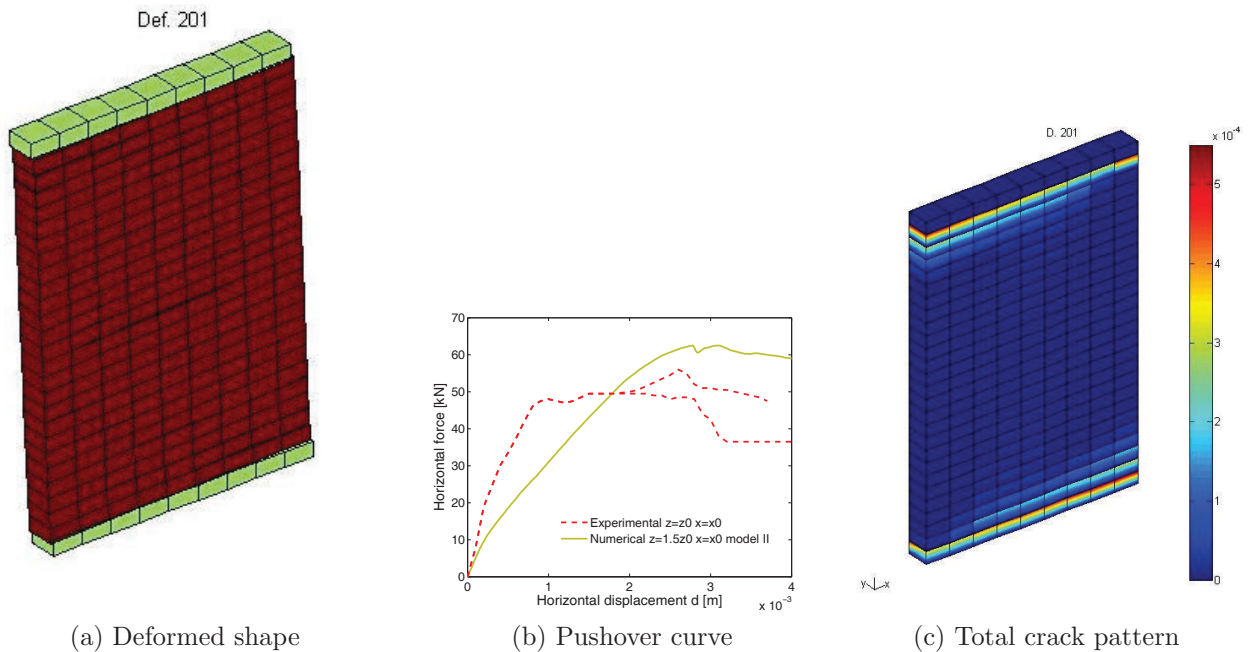 Def. 201
(a) Deformed shape
70
60
50
40
30
20
10
0
Horizontal force [kN]
Experimental z=z0 x=x0
Numerical z=1.5z0 x=x0 model II
0 1 2 3 4
x 10⁻³
Horizontal displacement d [m]
(b) Pushover curve
D. 201
x 10⁻⁴
5
4
3
2
1
0
y x
(c) Total crack pattern